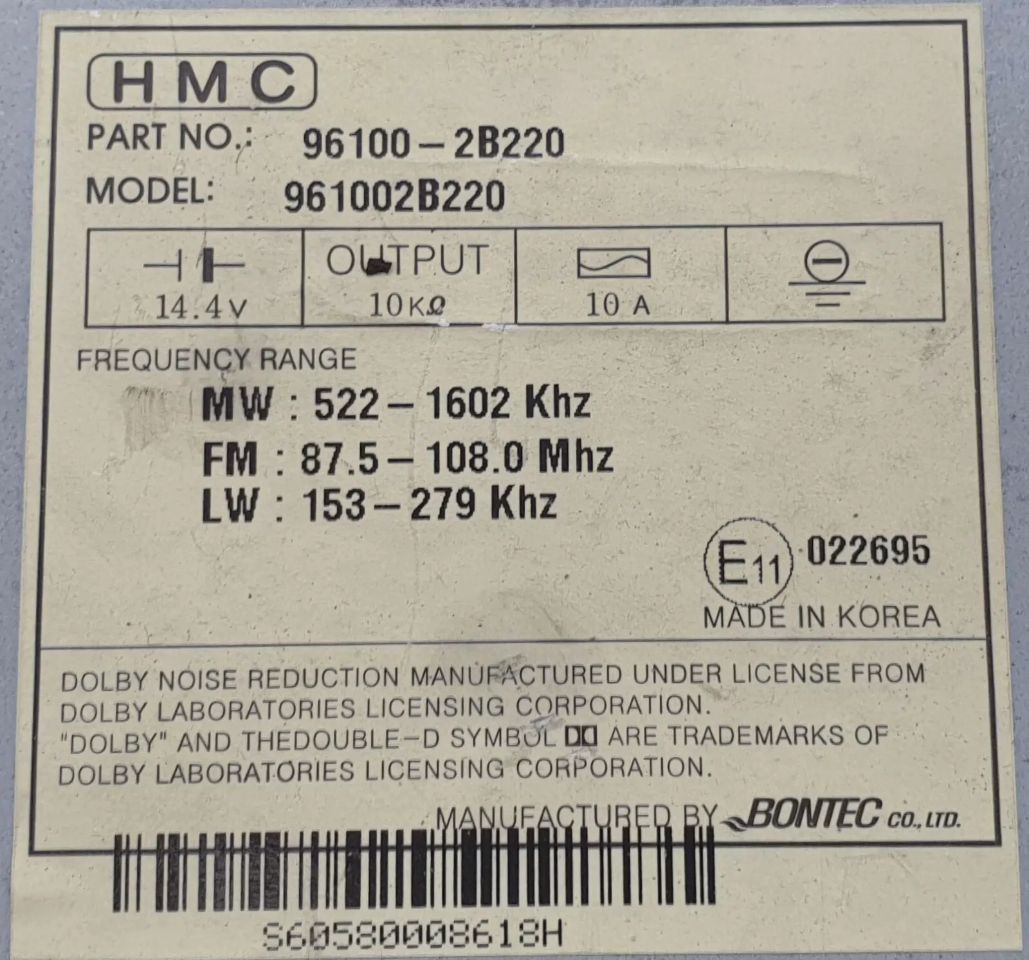 HMC
PART NO.: 96100-2B220
MODEL: 961002B220
14.4V
OUTPUT
10KΩ
10 A
FREQUENCY RANGE
MW : 522-1602 Khz
FM : 87.5-108.0 Mhz
LW : 153-279 Khz
E11 022695
MADE IN KOREA
DOLBY NOISE REDUCTION MANUFACTURED UNDER LICENSE FROM
DOLBY LABORATORIES LICENSING CORPORATION.
"DOLBY" AND THEDOUBLE-D SYMBOL ARE TRADEMARKS OF
DOLBY LABORATORIES LICENSING CORPORATION.
MANUFACTURED BY BONTEC CO., LTD.
S60580008618H